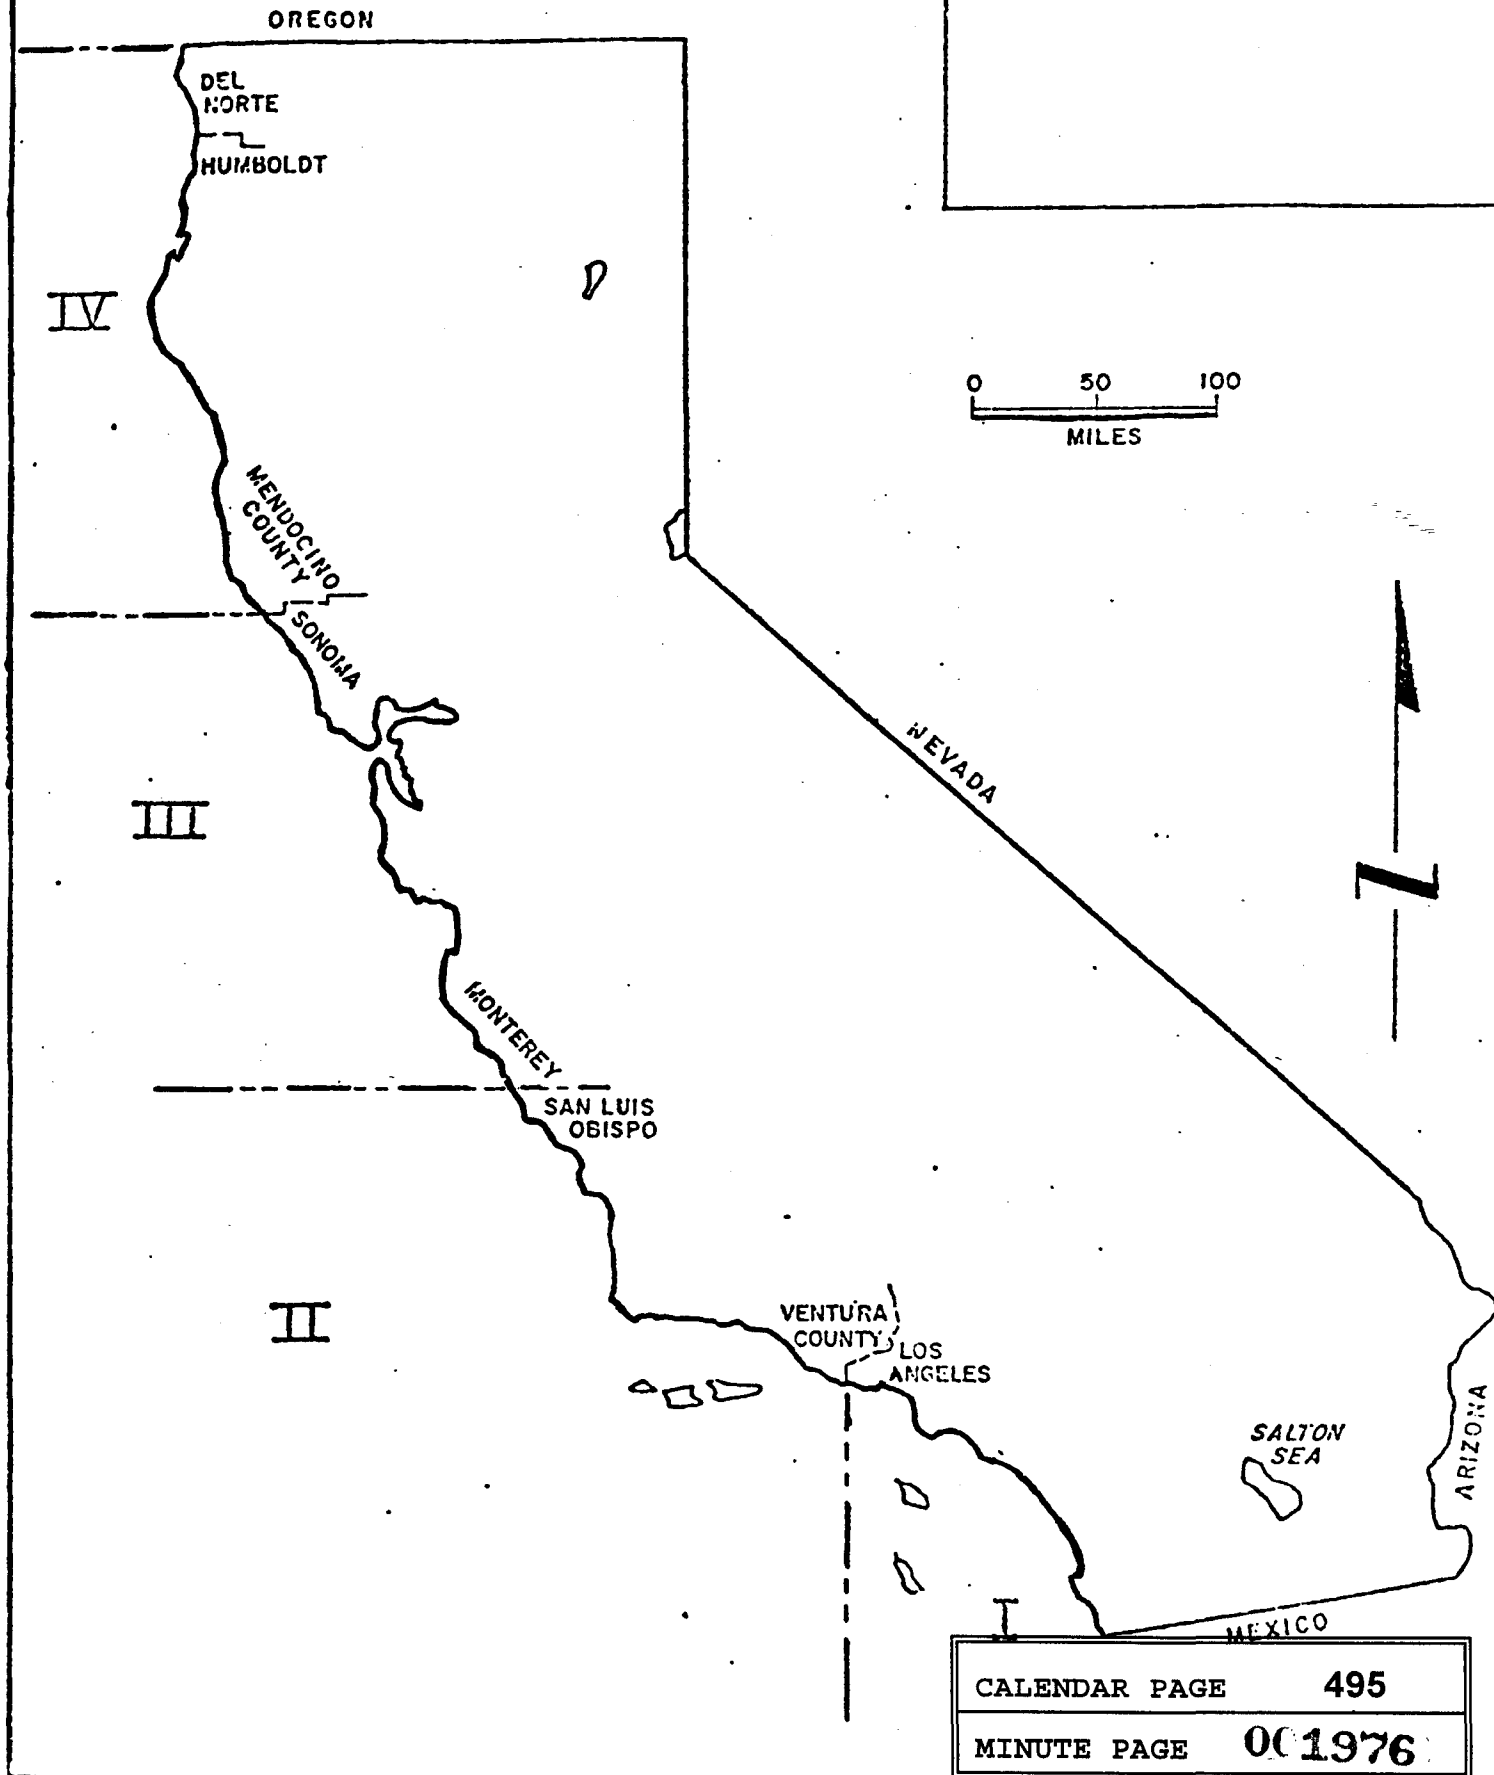 OREGON
DEL
NORTE
HUMBOLDT
IV
0 50 100
MILES
MENDOCINO
COUNTY
SONOMA
NEVADA
III
N
MONTEREY
SAN LUIS
OBISPO
II
VENTURA
COUNTY
LOS
ANGELES
SALTON
SEA
ARIZONA
I
MEXICO
CALENDAR PAGE 495
MINUTE PAGE 001976